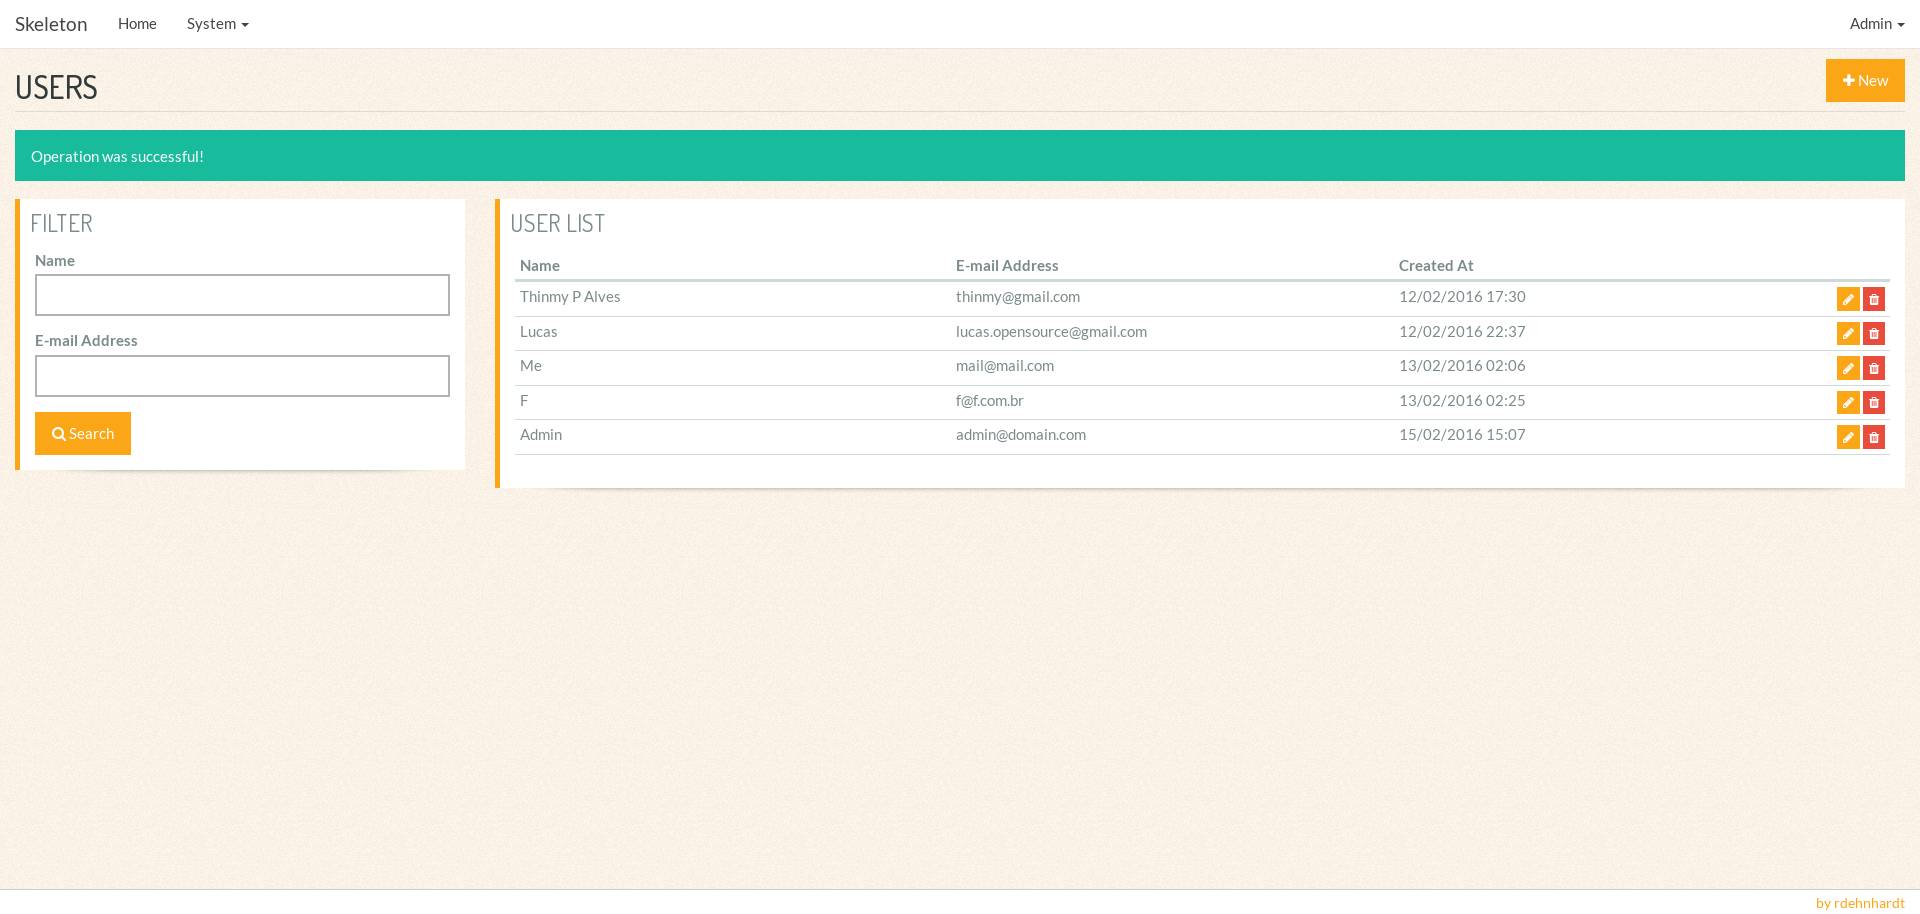 Skeleton Home System Admin
USERS
New
Operation was successful!
FILTER
Name
E-mail Address
Search
USER LIST
Name E-mail Address Created At
Thinmy P Alves thinmy@gmail.com 12/02/2016 17:30
Lucas lucas.opensource@gmail.com 12/02/2016 22:37
Me mail@mail.com 13/02/2016 02:06
F f@f.com.br 13/02/2016 02:25
Admin admin@domain.com 15/02/2016 15:07
by rdehnhardt